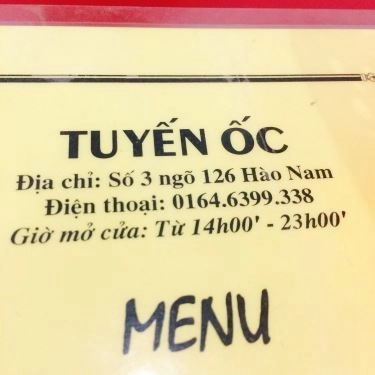 TUYẾN ỐC
Địa chỉ: Số 3 ngõ 126 Hào Nam
Điện thoại: 0164.6399.338
Giờ mở cửa: Từ 14h00' - 23h00'
MENU